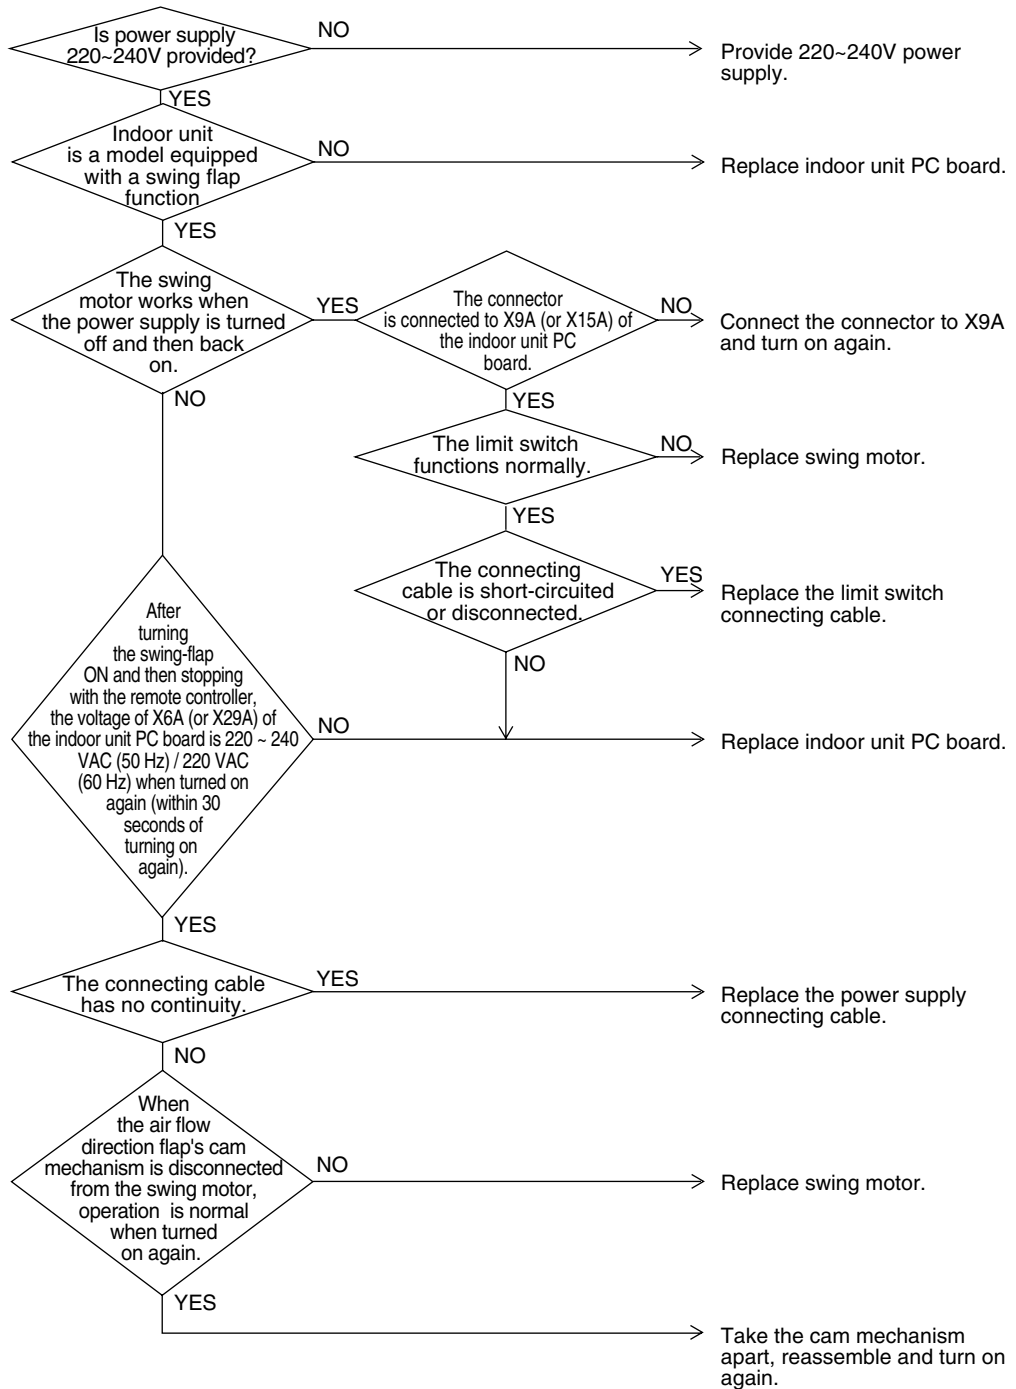 Is power supply
220~240V provided?
NO
Provide 220~240V power
supply.
YES
Indoor unit
is a model equipped
with a swing flap
function
NO
Replace indoor unit PC board.
YES
The swing
motor works when
the power supply is turned
off and then back
on.
YES
The connector
is connected to X9A (or X15A) of
the indoor unit PC
board.
NO
Connect the connector to X9A
and turn on again.
NO
YES
The limit switch
functions normally.
NO
Replace swing motor.
YES
The connecting
cable is short-circuited
or disconnected.
YES
Replace the limit switch
connecting cable.
NO
After
turning
the swing-flap
ON and then stopping
with the remote controller,
the voltage of X6A (or X29A) of
the indoor unit PC board is 220 ~ 240
VAC (50 Hz) / 220 VAC
(60 Hz) when turned on
again (within 30
seconds of
turning on
again).
NO
Replace indoor unit PC board.
YES
The connecting cable
has no continuity.
YES
Replace the power supply
connecting cable.
NO
When
the air flow
direction flap's cam
mechanism is disconnected
from the swing motor,
operation is normal
when turned
on again.
NO
Replace swing motor.
YES
Take the cam mechanism
apart, reassemble and turn on
again.